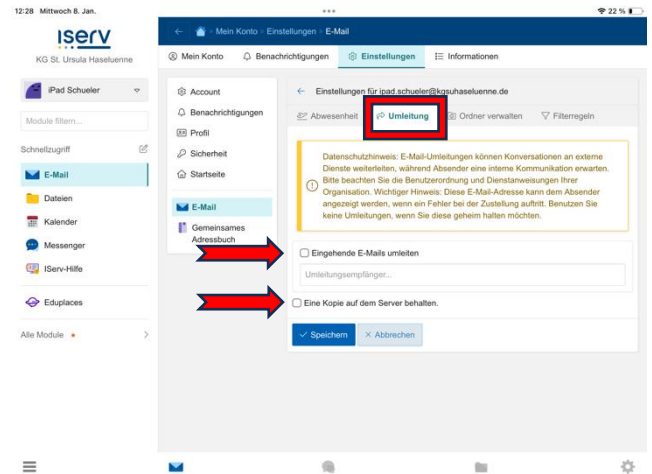 12:28 Mittwoch 8. Jan.
22 %
IServ
KG St. Ursula Haseluenne
iPad Schueler
Module filtern...
Schnellzugriff
E-Mail
Dateien
Kalender
Messenger
IServ-Hilfe
Eduplaces
Alle Module
Mein Konto › Einstellungen › E-Mail
Mein Konto Benachrichtigungen Einstellungen Informationen
Account
Benachrichtigungen
Profil
Sicherheit
Startseite
E-Mail
Gemeinsames
Adressbuch
Einstellungen für ipad.schueler@kgsuhaseluenne.de
Abwesenheit Umleitung Ordner verwalten Filterregeln
Datenschutzhinweis: E-Mail-Umleitungen können Konversationen an externe
Dienste weiterleiten, während Absender eine interne Kommunikation erwarten.
Bitte beachten Sie die Benutzerordnung und Dienstanweisungen Ihrer
Organisation. Wichtiger Hinweis: Diese E-Mail-Adresse kann dem Absender
angezeigt werden, wenn ein Fehler bei der Zustellung auftritt. Benutzen Sie
keine Umleitungen, wenn Sie diese geheim halten möchten.
Eingehende E-Mails umleiten
Umleitungsempfänger...
Eine Kopie auf dem Server behalten.
Speichern Abbrechen